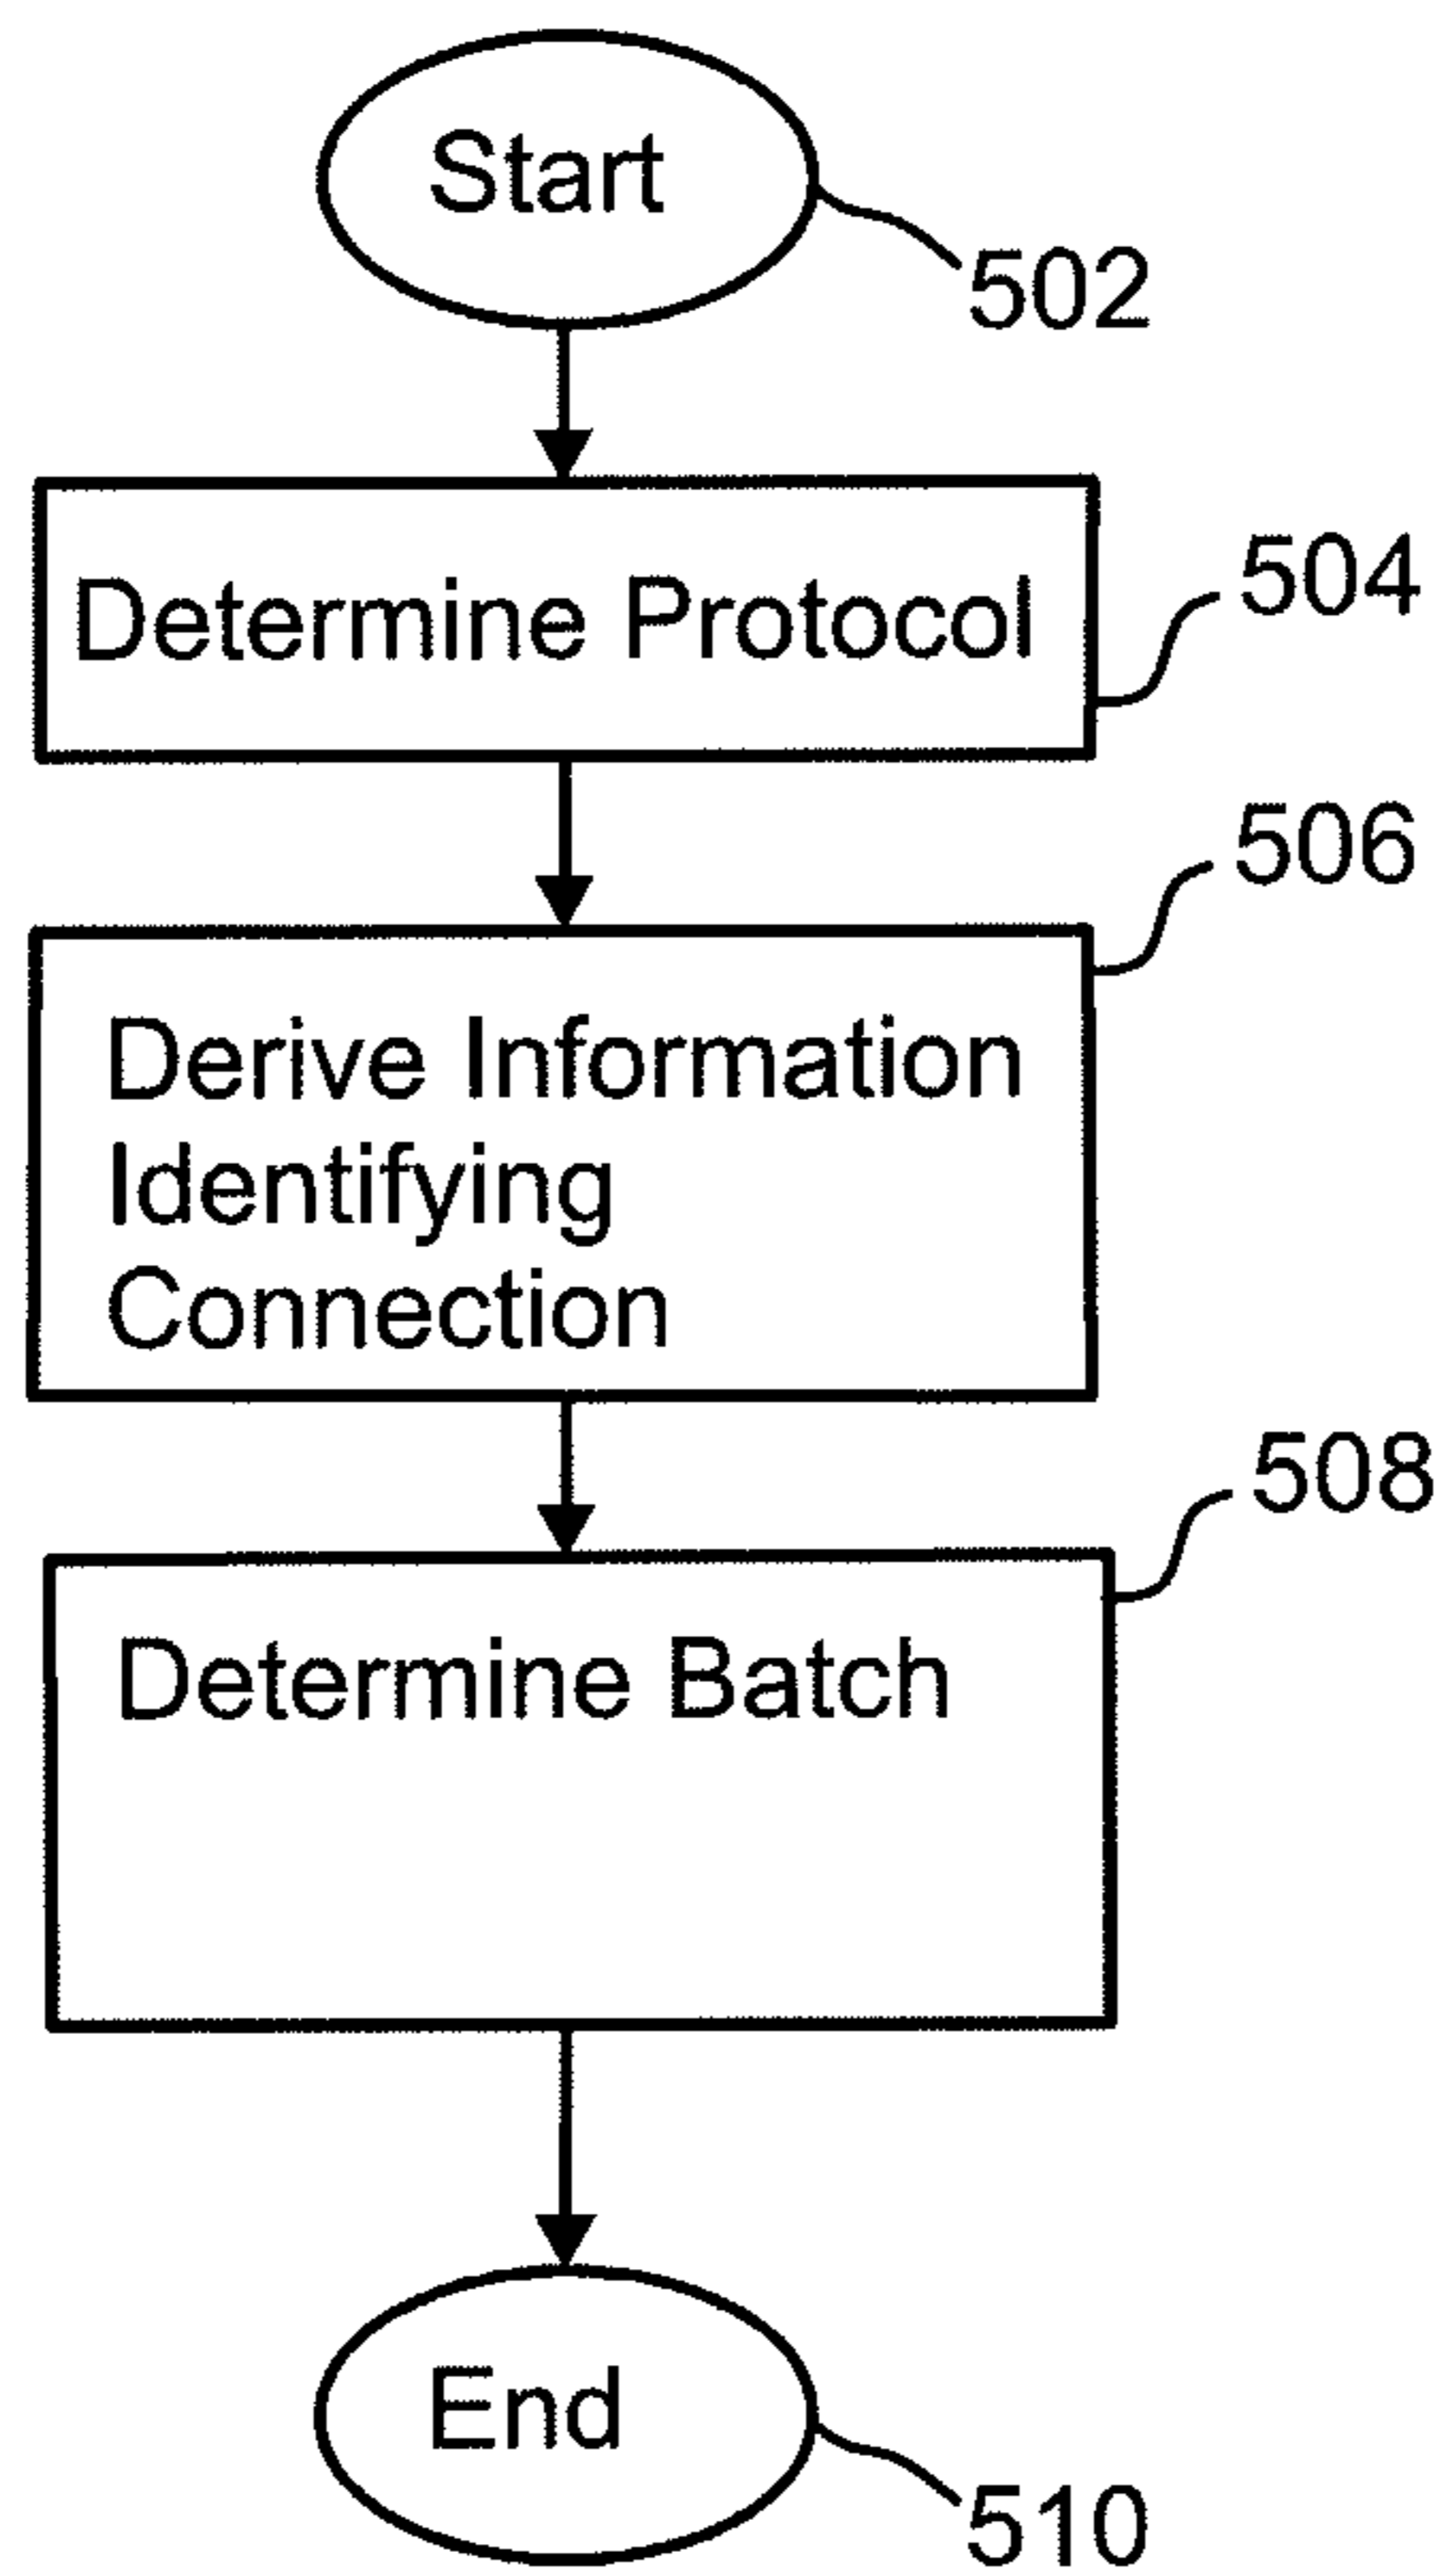 Start
502
Determine Protocol
504
506
Derive Information
Identifying
Connection
508
Determine Batch
End
510